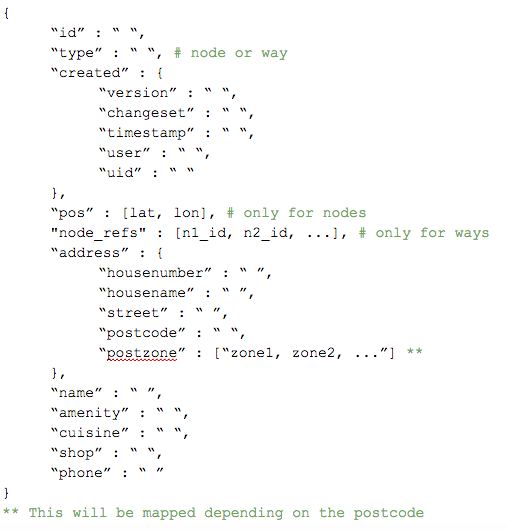 {
“id” : “ “,
“type” : “ “, # node or way
“created” : {
“version” : “ “,
“changeset” : “ “,
“timestamp” : “ “,
“user” : “ “,
“uid” : “ “
},
“pos” : [lat, lon], # only for nodes
"node_refs" : [n1_id, n2_id, ...], # only for ways
“address” : {
“housenumber” : “ ”,
“housename” : “ ”,
“street” : “ ”,
“postcode” : “ “,
“postzone” : [“zone1, zone2, ...”] **
},
“name” : “ ”,
“amenity” : “ “,
“cuisine” : “ “,
“shop” : “ “,
“phone” : “ ”
}
** This will be mapped depending on the postcode